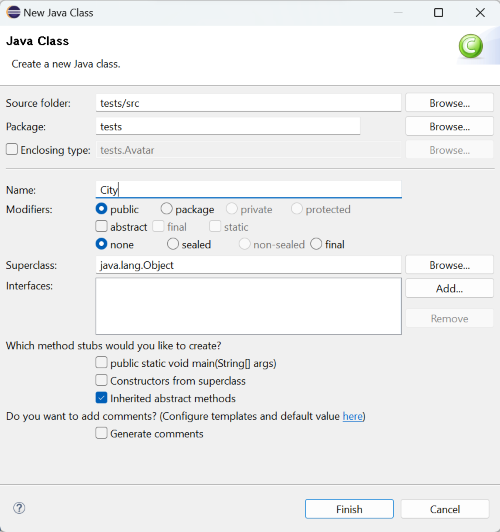 New Java Class
Java Class
Create a new Java class.
Source folder: tests/src Browse...
Package: tests Browse...
Enclosing type: tests.Avatar Browse...
Name: City
Modifiers: public package private protected
abstract final static
none sealed non-sealed final
Superclass: java.lang.Object Browse...
Interfaces: Add...
Remove
Which method stubs would you like to create?
public static void main(String[] args)
Constructors from superclass
Inherited abstract methods
Do you want to add comments? (Configure templates and default value here)
Generate comments
? Finish Cancel